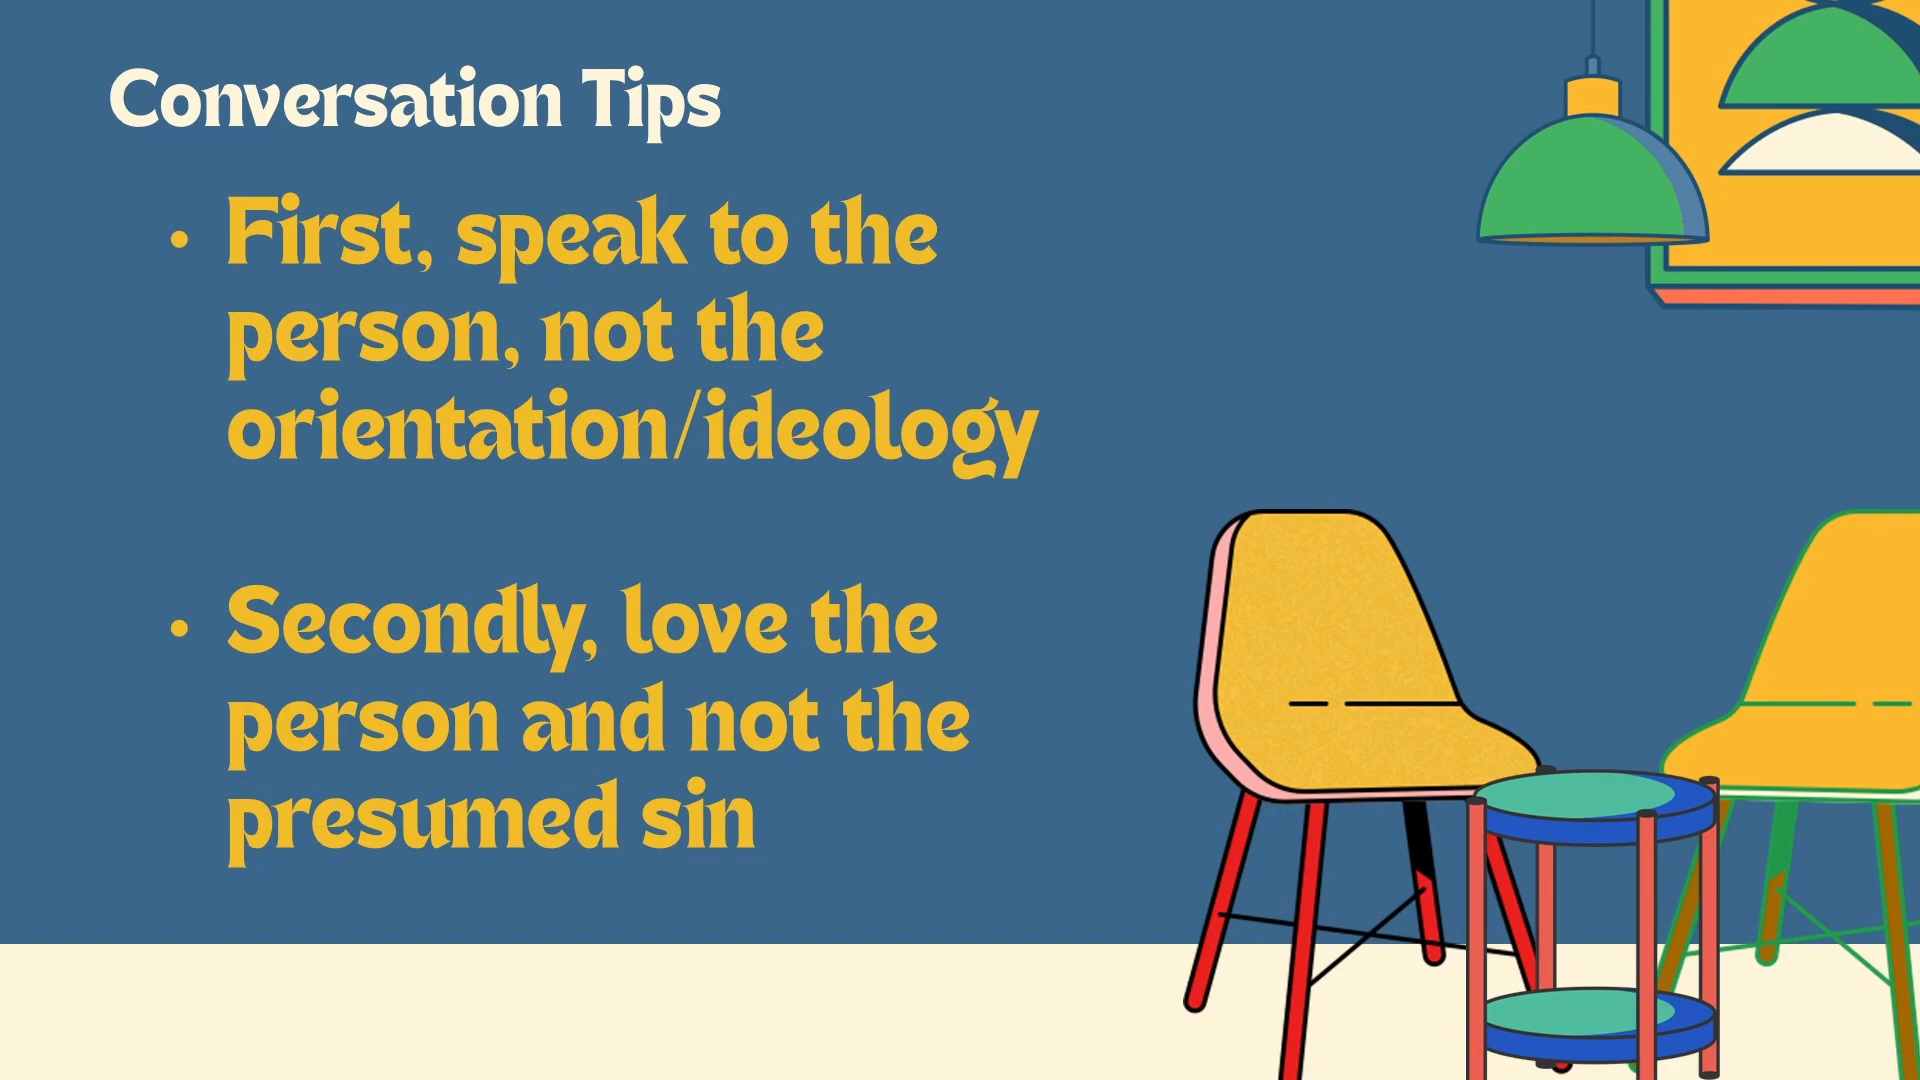 Conversation Tips
• First, speak to the
person, not the
orientation/ideology
• Secondly, love the
person and not the
presumed sin